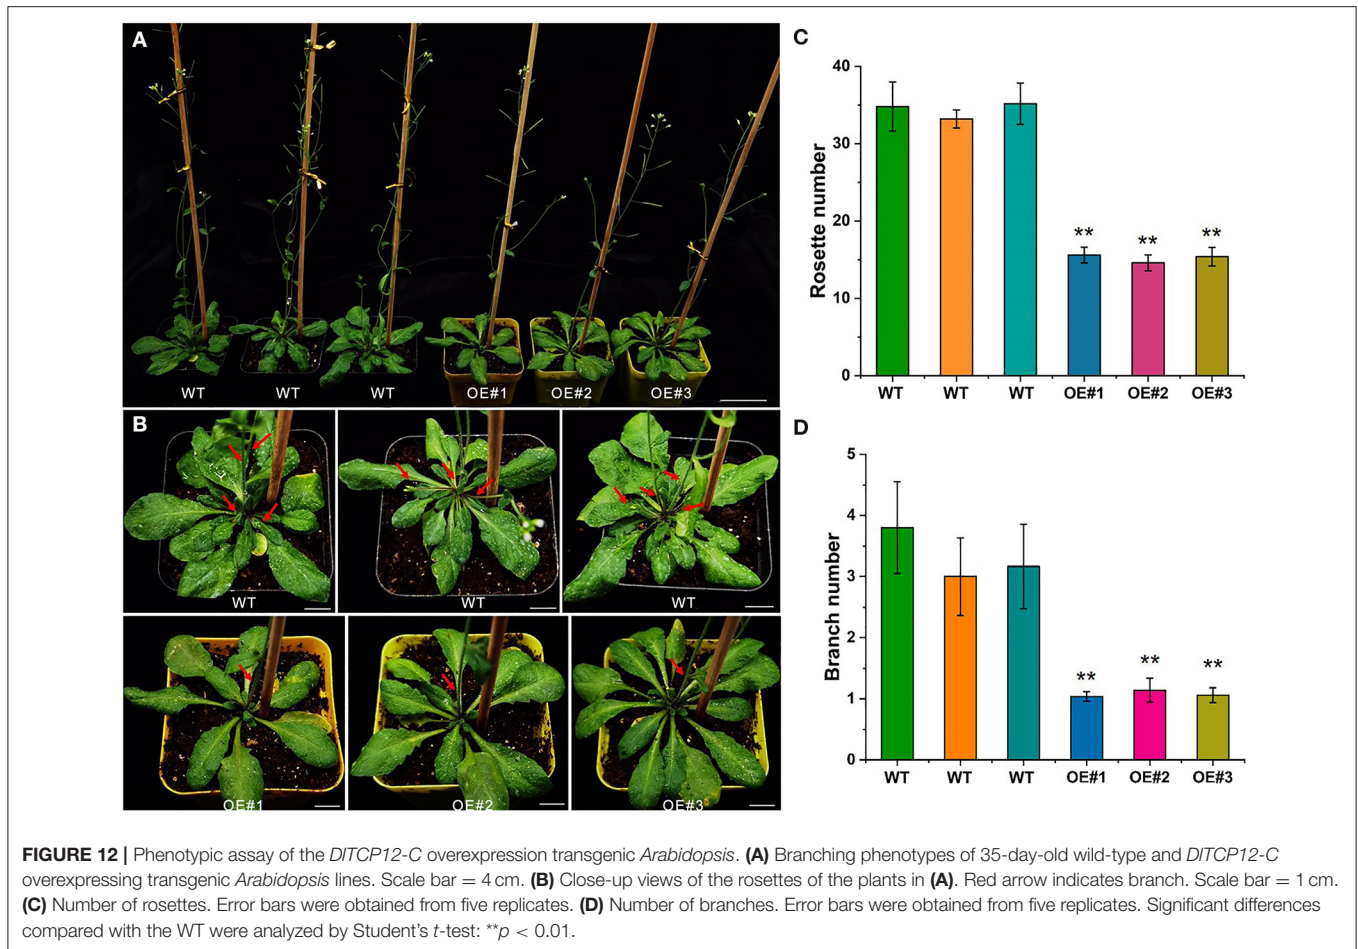 A
WT
WT
WT
OE#1
OE#2
OE#3
B
WT
WT
WT
OE#1
OE#2
OE#3
C
Rosette number
40
30
20
10
0
**
**
**
WT
WT
WT
OE#1
OE#2
OE#3
D
Branch number
5
4
3
2
1
0
**
**
**
WT
WT
WT
OE#1
OE#2
OE#3
FIGURE 12 | Phenotypic assay of the DlTCP12-C overexpression transgenic Arabidopsis. (A) Branching phenotypes of 35-day-old wild-type and DlTCP12-C
overexpressing transgenic Arabidopsis lines. Scale bar = 4 cm. (B) Close-up views of the rosettes of the plants in (A). Red arrow indicates branch. Scale bar = 1 cm.
(C) Number of rosettes. Error bars were obtained from five replicates. (D) Number of branches. Error bars were obtained from five replicates. Significant differences
compared with the WT were analyzed by Student's t-test: **p < 0.01.